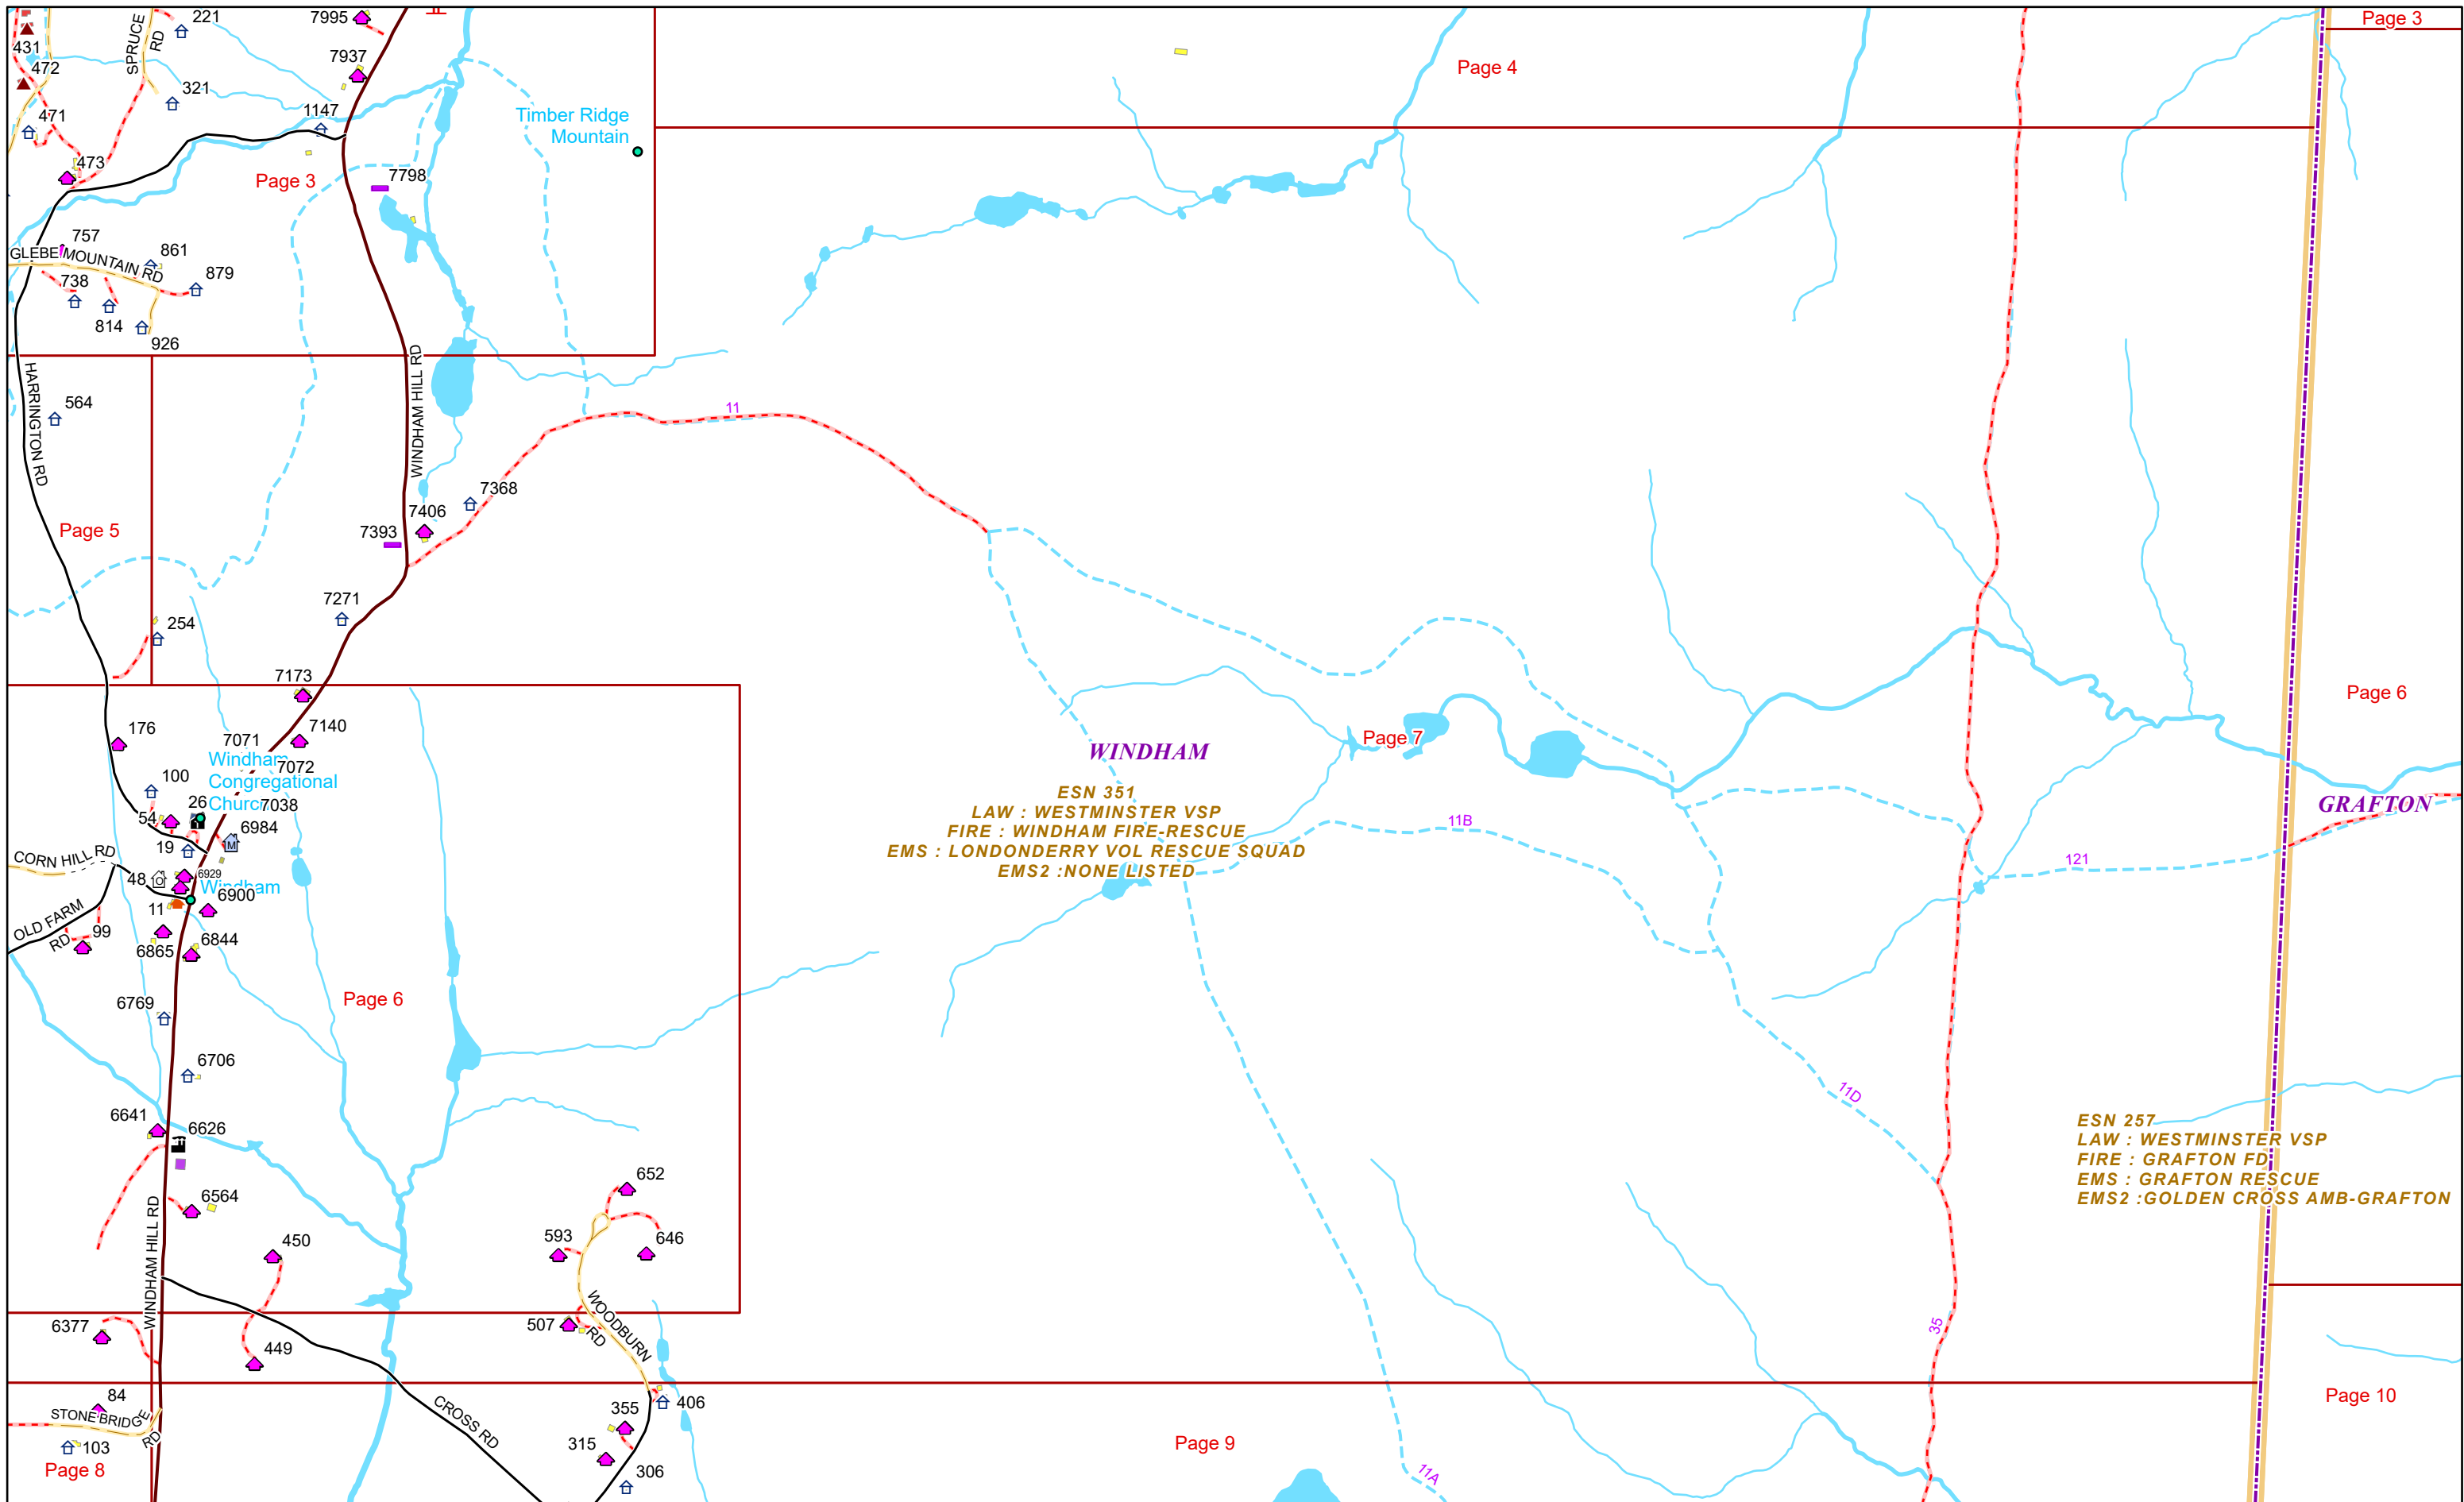 7995
221
SPRUCE
RD
431
472
7937
321
471
1147
Timber Ridge
Mountain
Page 4
Page 3
473
Page 3
7798
757
861
GLEBE MOUNTAIN RD
738
879
814
926
HARRINGTON RD
564
WINDHAM HILL RD
11
7368
7406
7393
Page 5
7271
254
7173
176
7140
7071
Windham
Congregational
Church
7072
100
26
7038
54
6984
19
CORN HILL RD
48
6929
Windham
6900
11
OLD FARM
RD
99
6844
6865
Page 6
6769
6706
6641
6626
6564
WINDHAM HILL RD
450
652
593
646
WOODBURN
RD
507
6377
449
84
STONE BRIDGE
RD
103
Page 8
CROSS RD
355
406
315
306
WINDHAM
Page 7
ESN 351
LAW : WESTMINSTER VSP
FIRE : WINDHAM FIRE-RESCUE
EMS : LONDONDERRY VOL RESCUE SQUAD
EMS2 :NONE LISTED
11B
121
Page 6
GRAFTON
11D
ESN 257
LAW : WESTMINSTER VSP
FIRE : GRAFTON FD
EMS : GRAFTON RESCUE
EMS2 :GOLDEN CROSS AMB-GRAFTON
35
Page 10
Page 9
11A